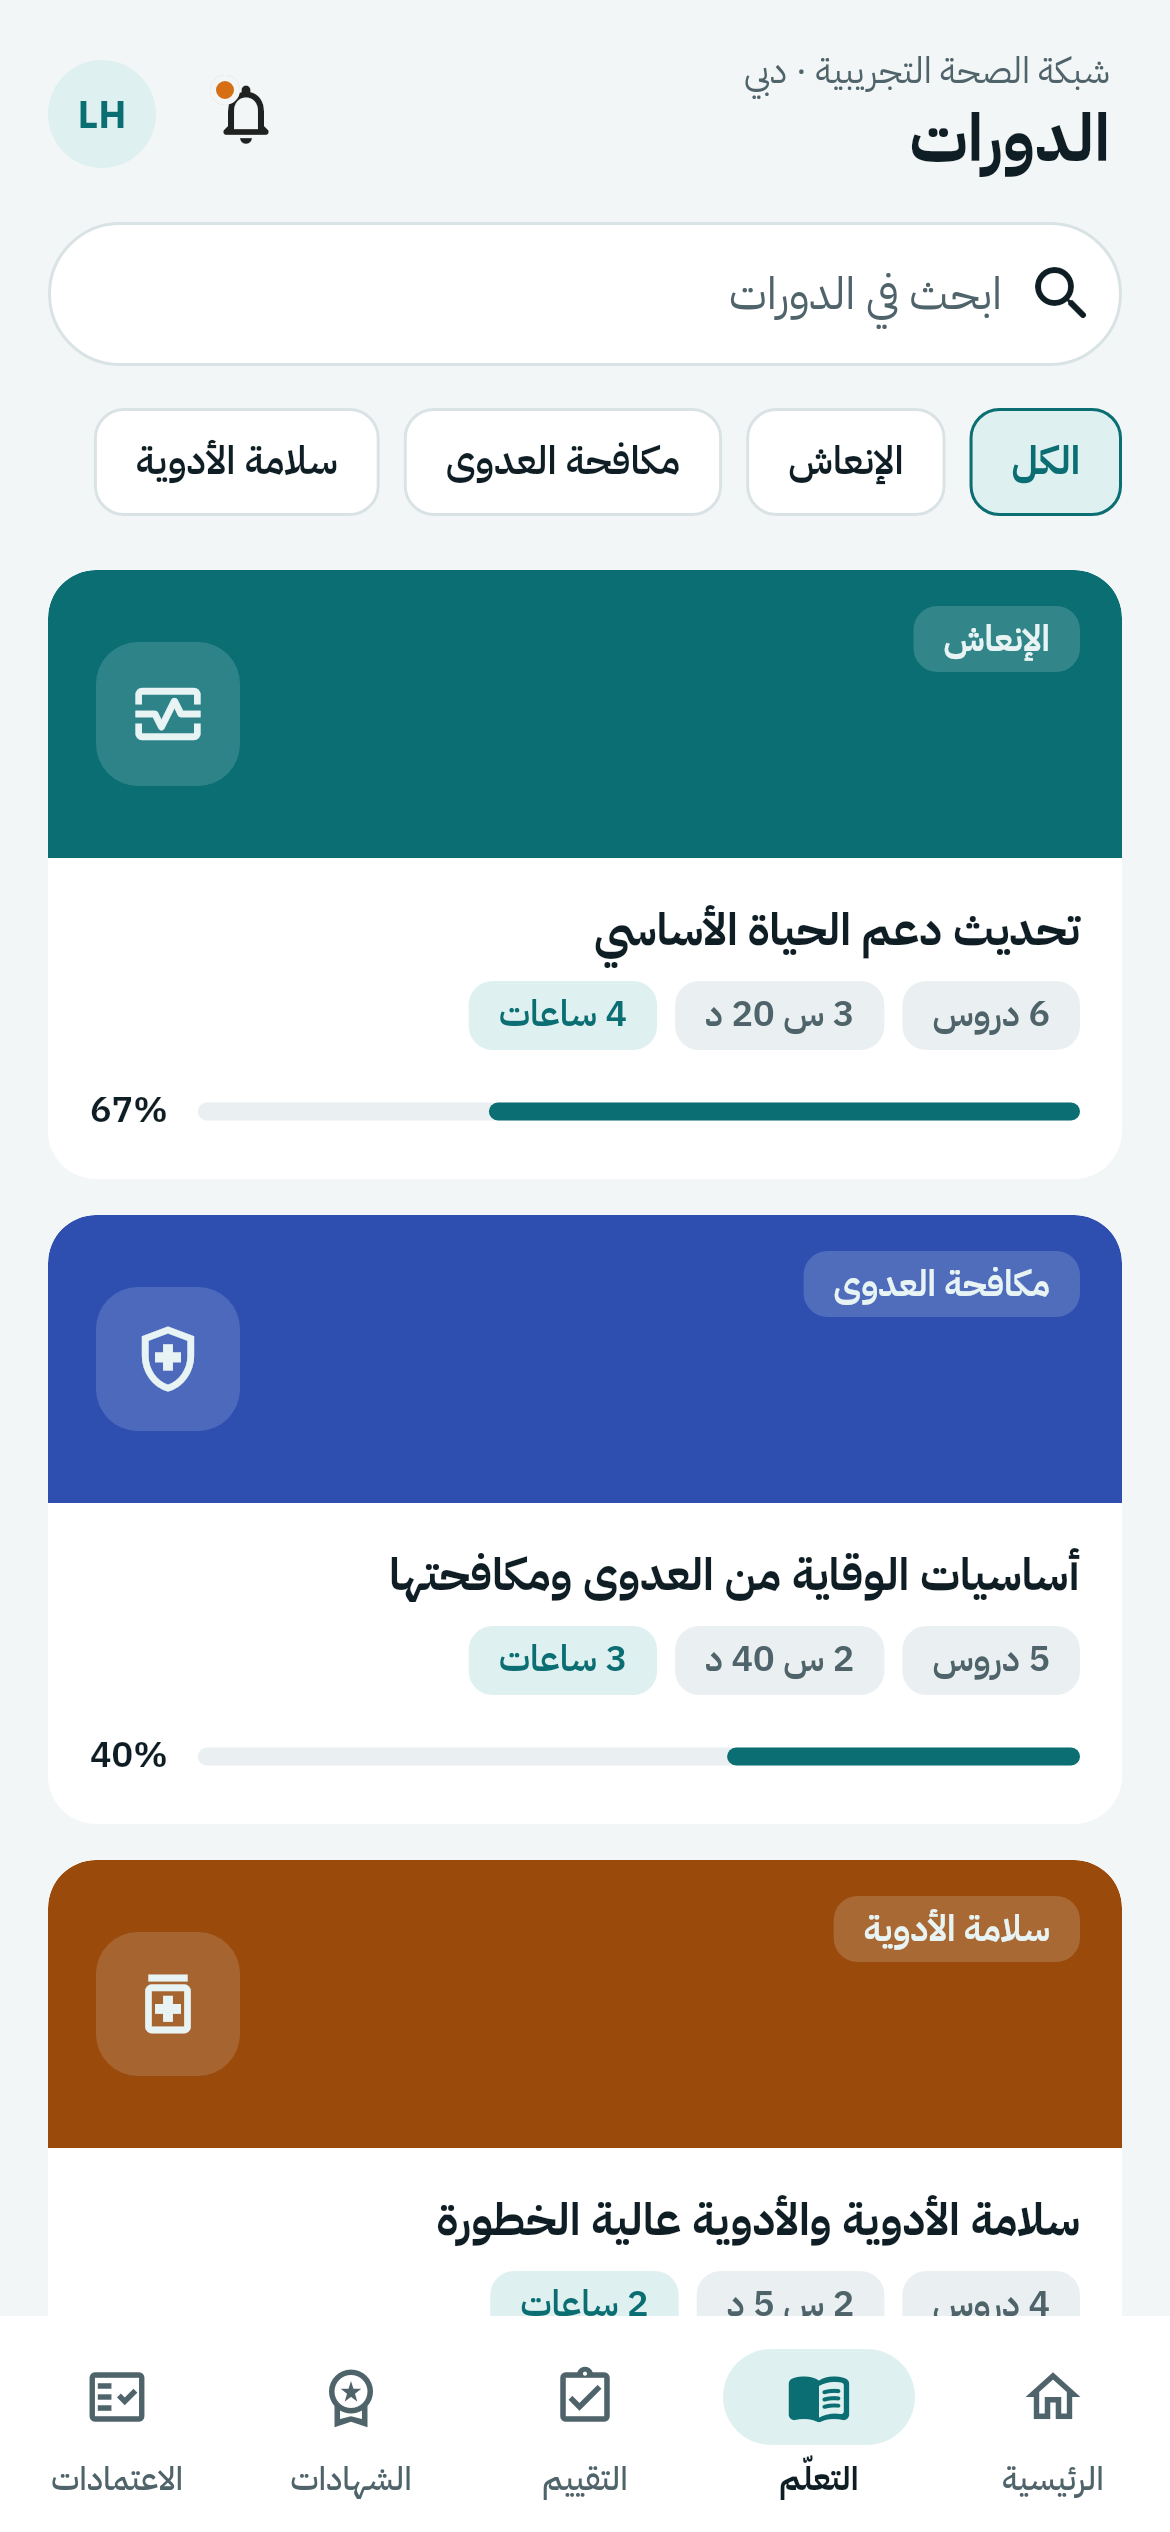 شبكة الصحة التجريبية · دبي
الدورات
LH
ابحث في الدورات
الكل
الإنعاش
مكافحة العدوى
سلامة الأدوية
الإنعاش
تحديث دعم الحياة الأساسي
6 دروس
3 س 20 د
4 ساعات
67%
مكافحة العدوى
أساسيات الوقاية من العدوى ومكافحتها
5 دروس
2 س 40 د
3 ساعات
40%
سلامة الأدوية
سلامة الأدوية والأدوية عالية الخطورة
4 دروس
2 س 5 د
2 ساعات
الرئيسية
التعلّم
التقييم
الشهادات
الاعتمادات